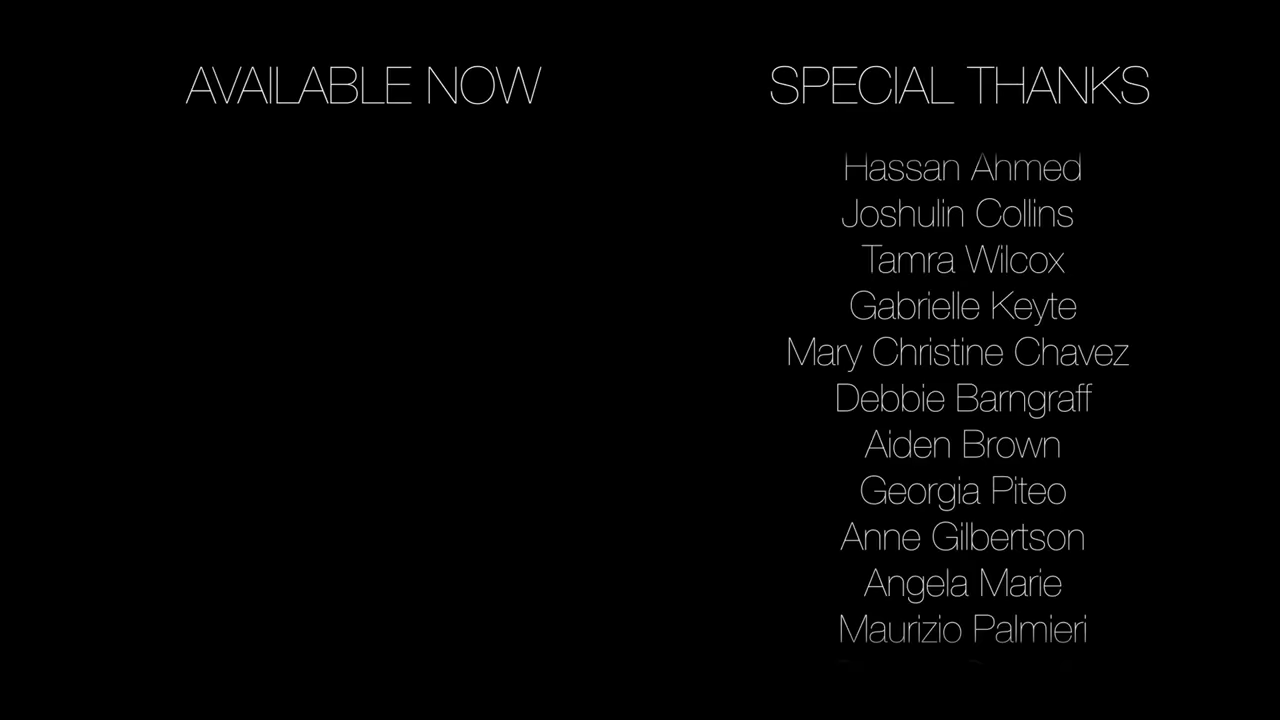 AVAILABLE NOW
SPECIAL THANKS
Hassan Ahmed
Joshulin Collins
Tamra Wilcox
Gabrielle Keyte
Mary Christine Chavez
Debbie Barngraff
Aiden Brown
Georgia Piteo
Anne Gilbertson
Angela Marie
Maurizio Palmieri